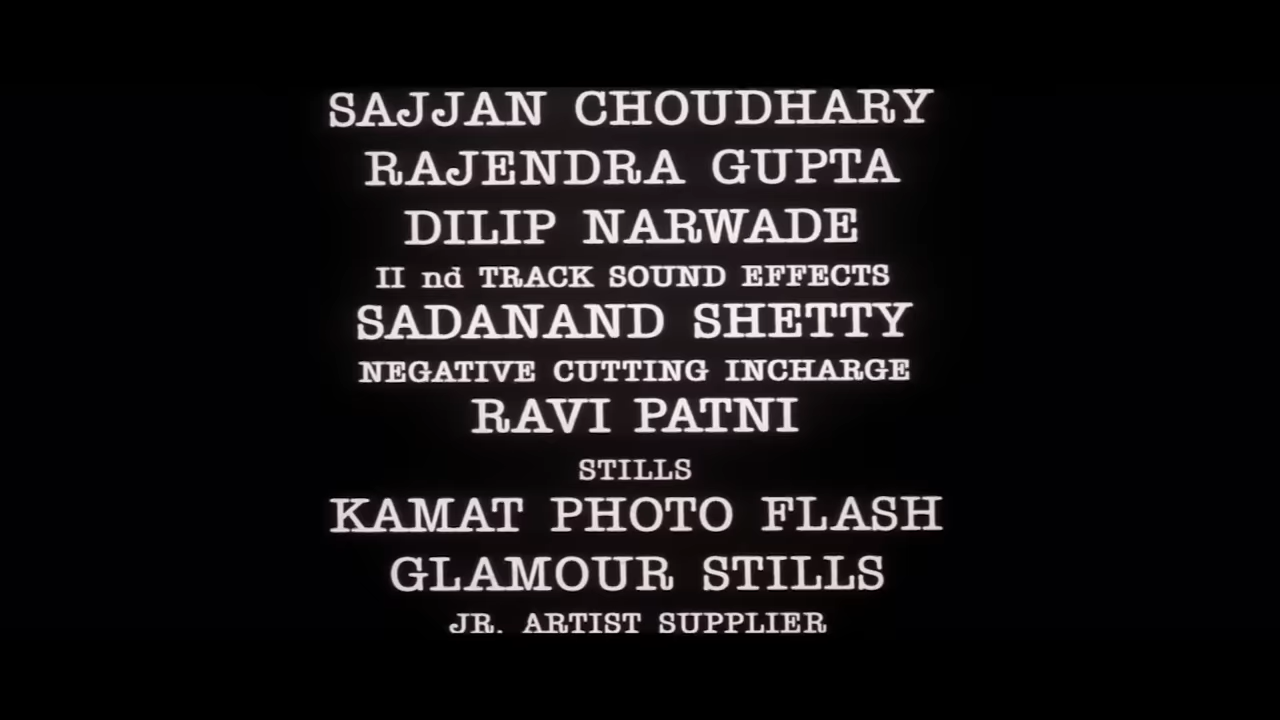 SAJJAN CHOUDHARY
RAJENDRA GUPTA
DILIP NARWADE
II nd TRACK SOUND EFFECTS
SADANAND SHETTY
NEGATIVE CUTTING INCHARGE
RAVI PATNI
STILLS
KAMAT PHOTO FLASH
GLAMOUR STILLS
JR. ARTIST SUPPLIER